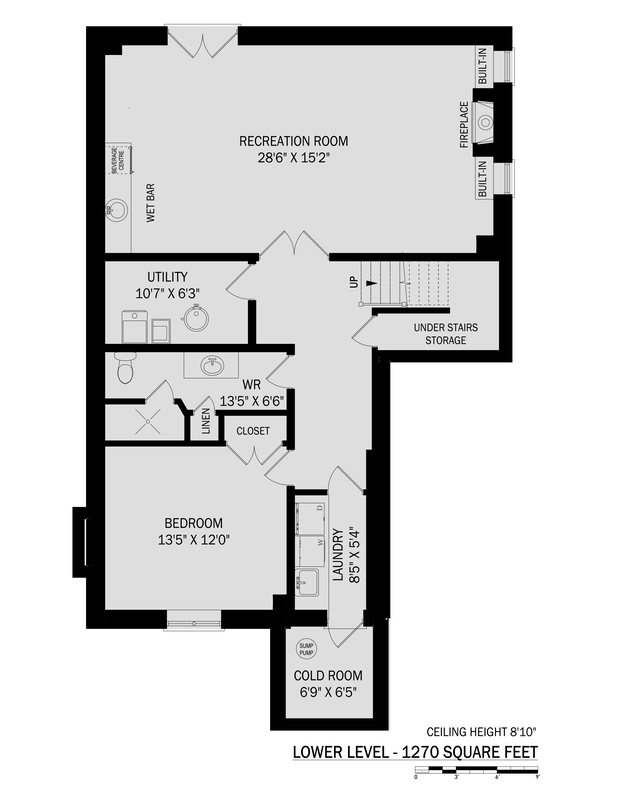 BUILT-IN
FIREPLACE
RECREATION ROOM
28'6" X 15'2"
BEVERAGE
CENTRE
BUILT-IN
WET BAR
UTILITY
10'7" X 6'3"
UP
UNDER STAIRS
STORAGE
WR
13'5" X 6'6"
LINEN
CLOSET
BEDROOM
13'5" X 12'0"
D
W
LAUNDRY
8'5" X 5'4"
SUMP
PUMP
COLD ROOM
6'9" X 6'5"
CEILING HEIGHT 8'10"
LOWER LEVEL - 1270 SQUARE FEET
0 3' 6' 9'